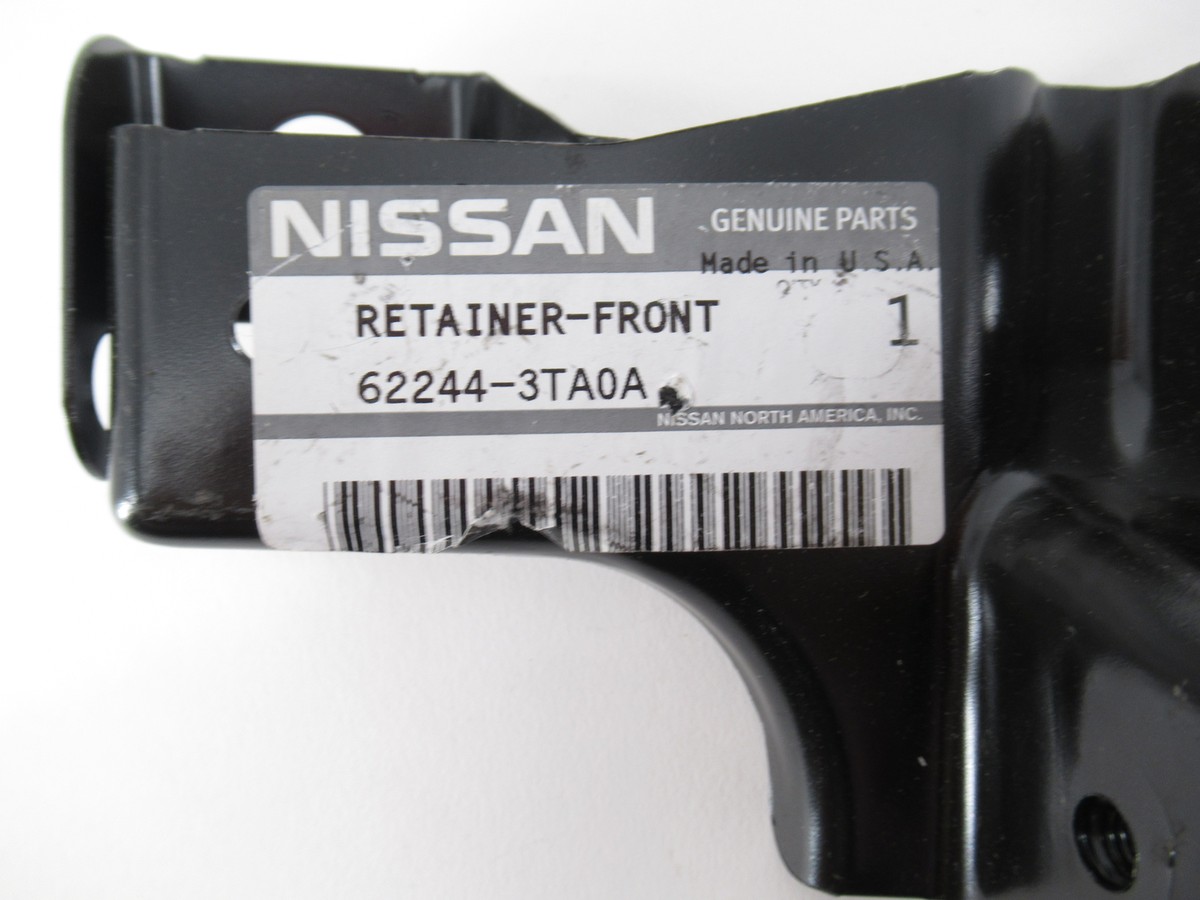 NISSAN GENUINE PARTS
Made in U.S.A.
RETAINER-FRONT 1
62244-3TA0A
NISSAN NORTH AMERICA, INC.